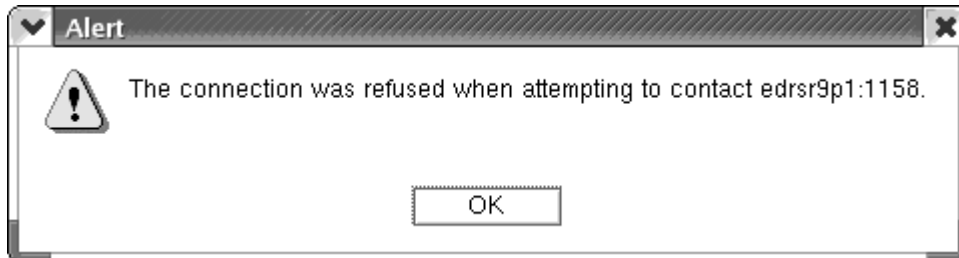 Alert
The connection was refused when attempting to contact edrsr9p1:1158.
OK